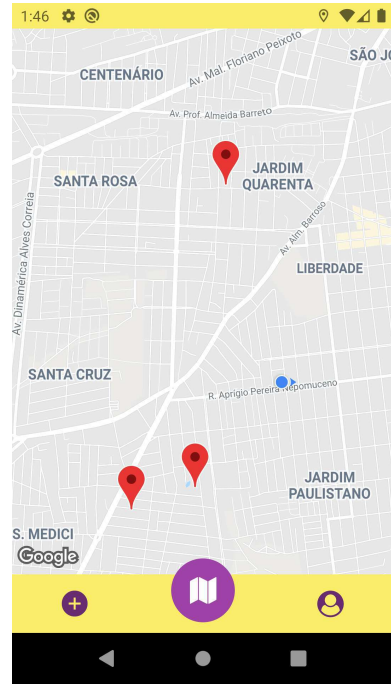 1:46
Av. Mal. Floriano Peixoto
SÃO JO
CENTENÁRIO
Av. Prof. Almeida Barreto
JARDIM
QUARENTA
SANTA ROSA
Av. Alm. Barroso
Av. Dinamérica Alves Correia
LIBERDADE
SANTA CRUZ
R. Aprígio Pereira Nepomuceno
JARDIM
PAULISTANO
S. MEDICI
Google